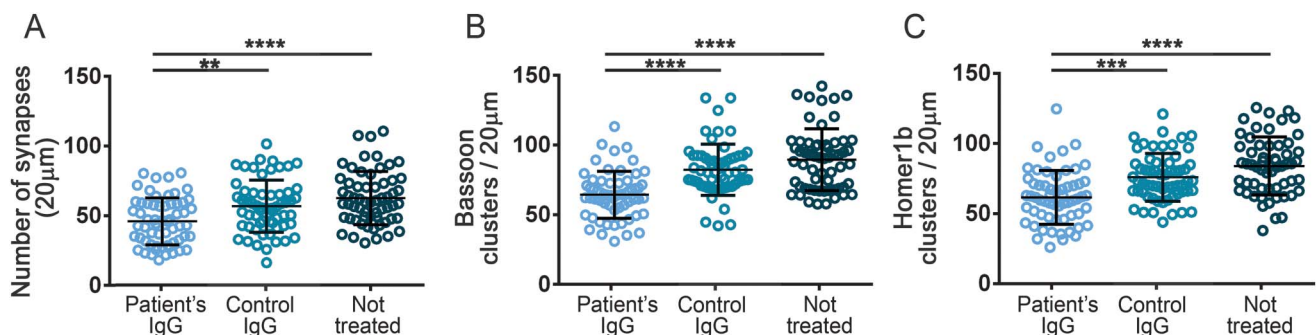 A
Number of synapses
(20μm)
150
100
50
0
**
****
Patient's
IgG
Control
IgG
Not
treated
B
Bassoon
clusters / 20μm
150
100
50
0
****
****
Patient's
IgG
Control
IgG
Not
treated
C
Homer1b
clusters / 20μm
150
100
50
0
***
****
Patient's
IgG
Control
IgG
Not
treated